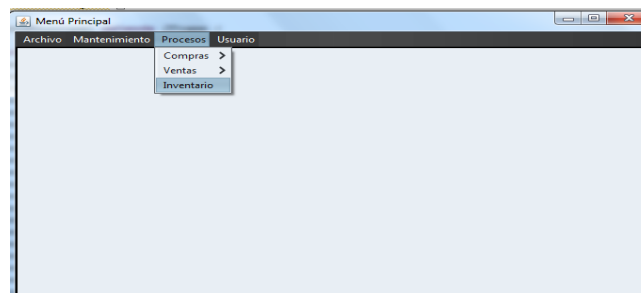 Menú Principal
Archivo Mantenimiento Procesos Usuario
Compras >
Ventas >
Inventario